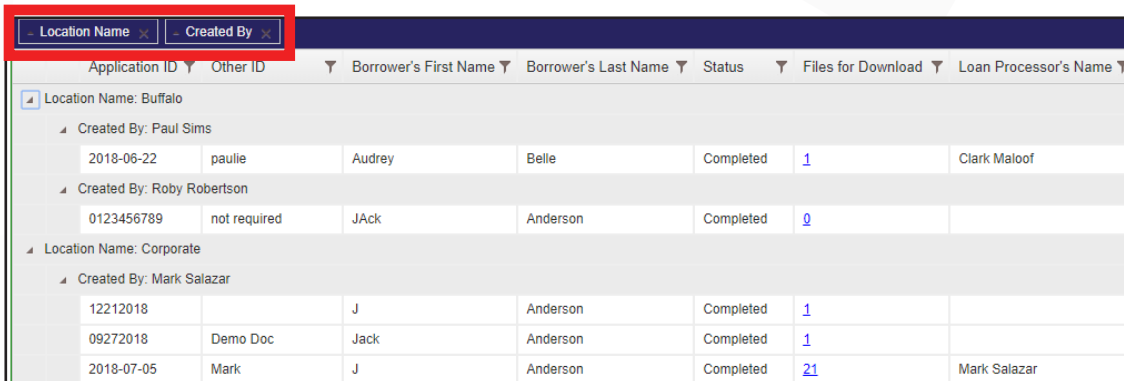 Location Name Created By
Application ID Other ID Borrower's First Name Borrower's Last Name Status Files for Download Loan Processor's Name
Location Name: Buffalo
Created By: Paul Sims
2018-06-22 paulie Audrey Belle Completed 1 Clark Maloof
Created By: Roby Robertson
0123456789 not required JAck Anderson Completed 0
Location Name: Corporate
Created By: Mark Salazar
12212018 J Anderson Completed 1
09272018 Demo Doc Jack Anderson Completed 1
2018-07-05 Mark J Anderson Completed 21 Mark Salazar